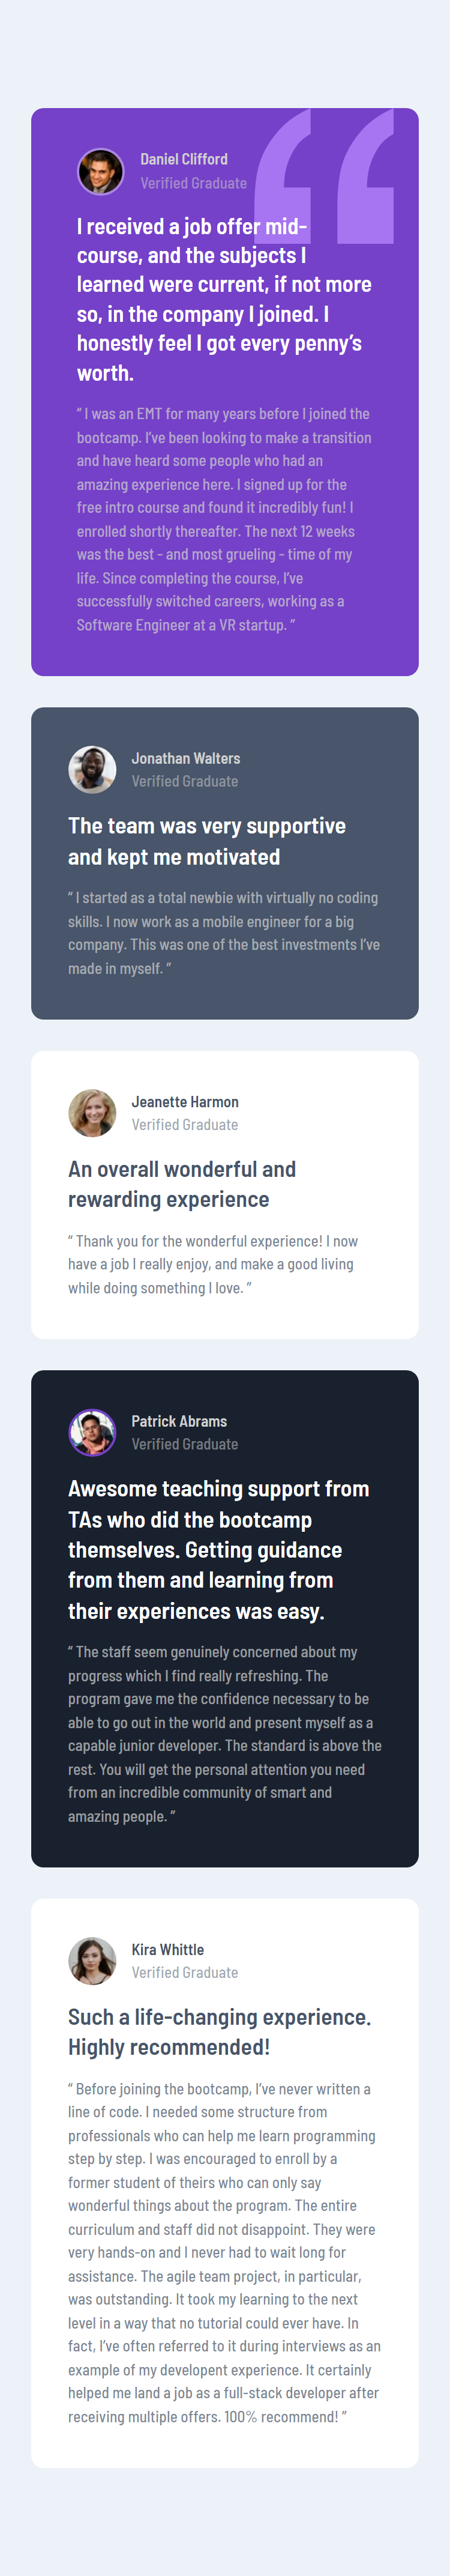 Daniel Clifford
Verified Graduate
I received a job offer mid-
course, and the subjects I
learned were current, if not more
so, in the company I joined. I
honestly feel I got every penny’s
worth.
“ I was an EMT for many years before I joined the
bootcamp. I’ve been looking to make a transition
and have heard some people who had an
amazing experience here. I signed up for the
free intro course and found it incredibly fun! I
enrolled shortly thereafter. The next 12 weeks
was the best - and most grueling - time of my
life. Since completing the course, I’ve
successfully switched careers, working as a
Software Engineer at a VR startup. ”
Jonathan Walters
Verified Graduate
The team was very supportive
and kept me motivated
“ I started as a total newbie with virtually no coding
skills. I now work as a mobile engineer for a big
company. This was one of the best investments I’ve
made in myself. ”
Jeanette Harmon
Verified Graduate
An overall wonderful and
rewarding experience
“ Thank you for the wonderful experience! I now
have a job I really enjoy, and make a good living
while doing something I love. ”
Patrick Abrams
Verified Graduate
Awesome teaching support from
TAs who did the bootcamp
themselves. Getting guidance
from them and learning from
their experiences was easy.
“ The staff seem genuinely concerned about my
progress which I find really refreshing. The
program gave me the confidence necessary to be
able to go out in the world and present myself as a
capable junior developer. The standard is above the
rest. You will get the personal attention you need
from an incredible community of smart and
amazing people. ”
Kira Whittle
Verified Graduate
Such a life-changing experience.
Highly recommended!
“ Before joining the bootcamp, I’ve never written a
line of code. I needed some structure from
professionals who can help me learn programming
step by step. I was encouraged to enroll by a
former student of theirs who can only say
wonderful things about the program. The entire
curriculum and staff did not disappoint. They were
very hands-on and I never had to wait long for
assistance. The agile team project, in particular,
was outstanding. It took my learning to the next
level in a way that no tutorial could ever have. In
fact, I’ve often referred to it during interviews as an
example of my developent experience. It certainly
helped me land a job as a full-stack developer after
receiving multiple offers. 100% recommend! ”